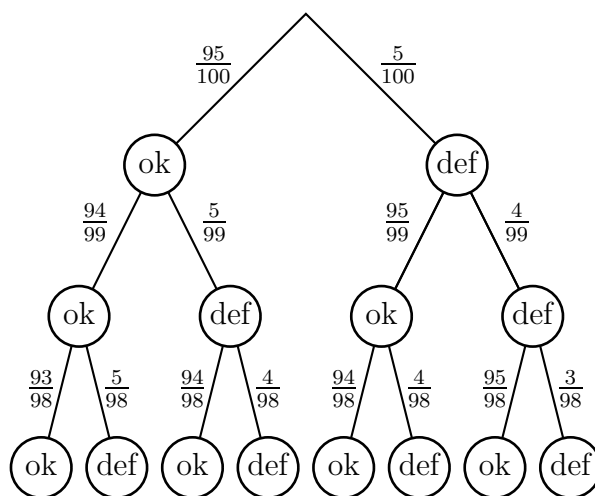 95/100 5/100
ok def
94/99 5/99 95/99 4/99
ok def ok def
93/98 5/98 94/98 4/98 94/98 4/98 95/98 3/98
ok def ok def ok def ok def